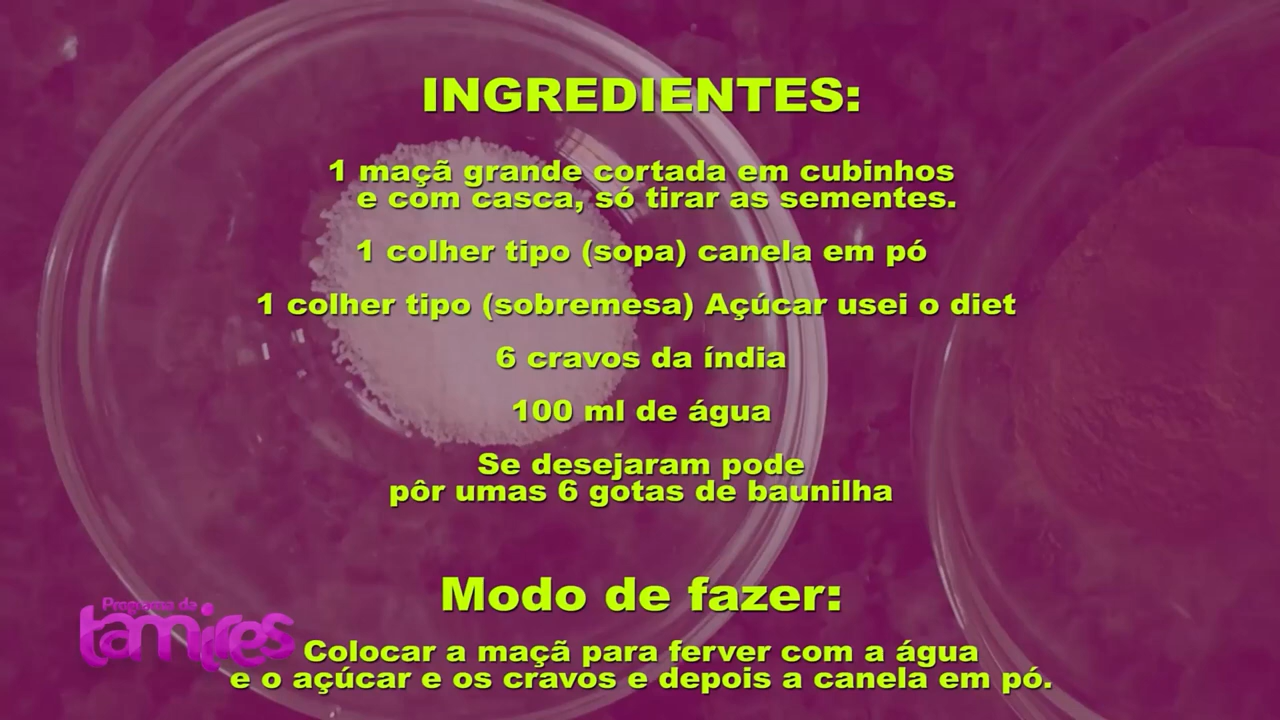 INGREDIENTES:
1 maçã grande cortada em cubinhos
e com casca, só tirar as sementes.
1 colher tipo (sopa) canela em pó
1 colher tipo (sobremesa) Açúcar usei o diet
6 cravos da índia
100 ml de água
Se desejaram pode
pôr umas 6 gotas de baunilha
Modo de fazer:
Programa da
tamires
Colocar a maçã para ferver com a água
e o açúcar e os cravos e depois a canela em pó.